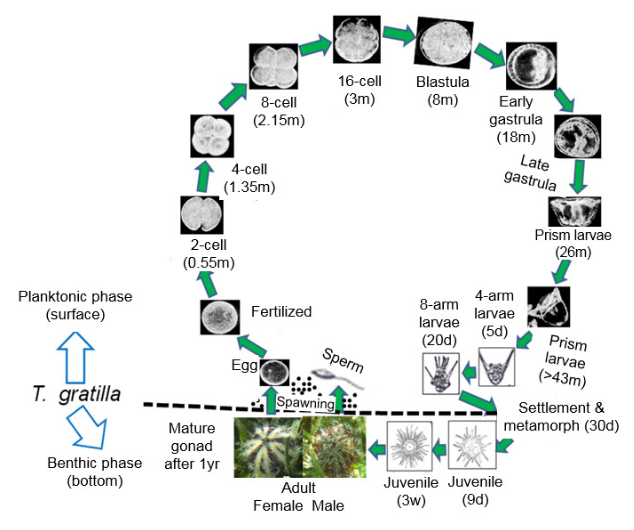 16-cell
(3m)
Blastula
(8m)
8-cell
(2.15m)
Early
gastrula
(18m)
Late
gastrula
4-cell
(1.35m)
Prism larvae
(26m)
2-cell
(0.55m)
Planktonic phase
(surface)
Fertilized
8-arm
larvae
(20d)
4-arm
larvae
(5d)
Prism
larvae
(>43m)
Egg
Sperm
T. gratilla
Spawning
Settlement &
metamorph (30d)
Mature
gonad
after 1yr
Benthic phase
(bottom)
Adult
Female Male
Juvenile
(3w)
Juvenile
(9d)